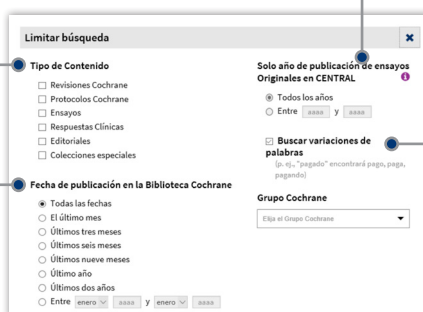 Limitar búsqueda
Tipo de Contenido
Revisiones Cochrane
Protocolos Cochrane
Ensayos
Respuestas Clínicas
Editoriales
Colecciones especiales
Fecha de publicación en la Biblioteca Cochrane
Todas las fechas
El último mes
Últimos tres meses
Últimos seis meses
Últimos nueve meses
Último año
Últimos dos años
Entre enero aaaa y enero aaaa
Solo año de publicación de ensayos
Originales en CENTRAL
Todos los años
Entre aaaa y aaaa
Buscar variaciones de
palabras
(p. ej., "pagado" encontrará pago, paga,
pagando)
Grupo Cochrane
Elija el Grupo Cochrane